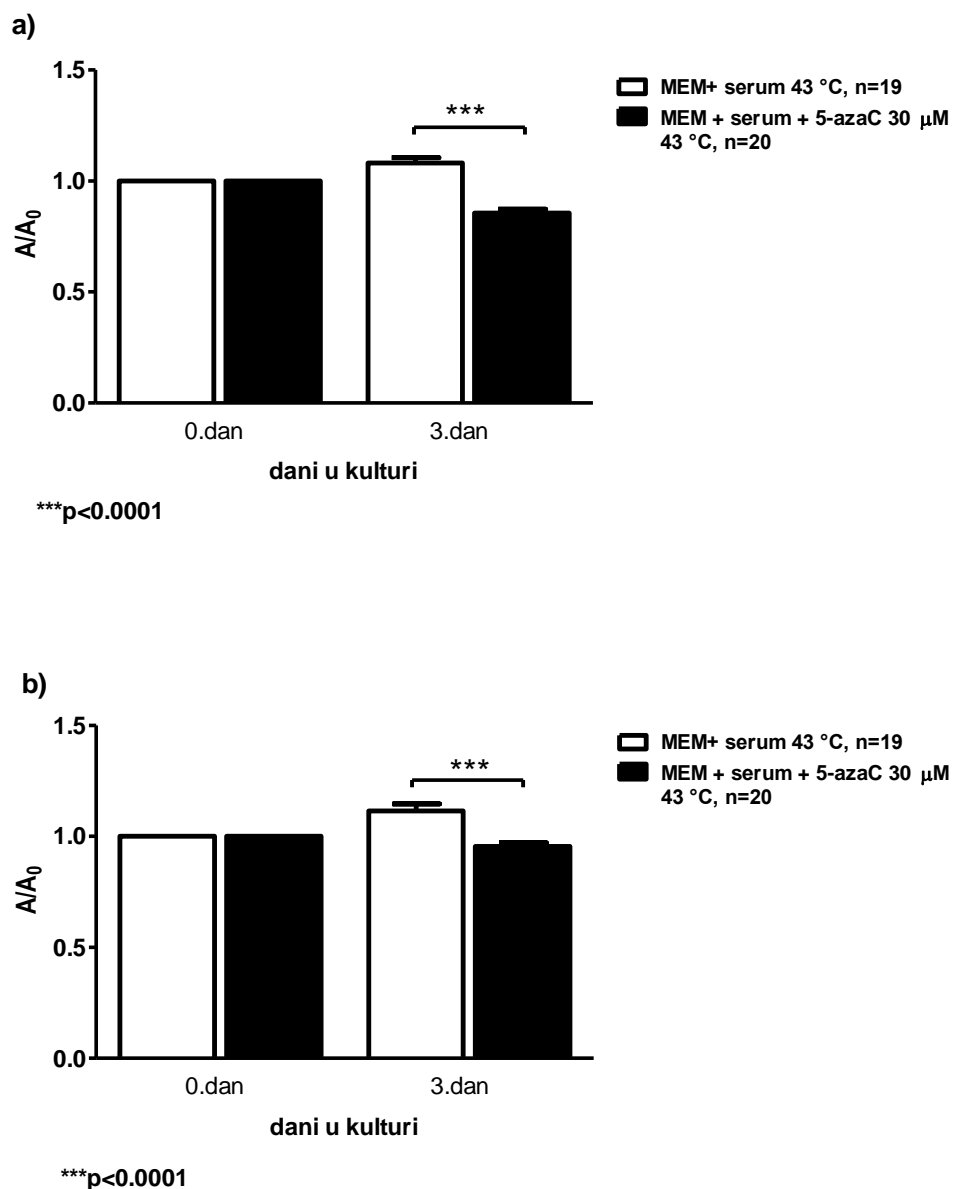 a)
1.5
1.0
0.5
0.0
A/A0
***
0.dan
3.dan
dani u kulturi
MEM+ serum 43 °C, n=19
MEM + serum + 5-azaC 30 μM
43 °C, n=20
***p<0.0001
b)
1.5
1.0
0.5
0.0
A/A0
***
0.dan
3.dan
dani u kulturi
MEM+ serum 43 °C, n=19
MEM + serum + 5-azaC 30 μM
43 °C, n=20
***p<0.0001